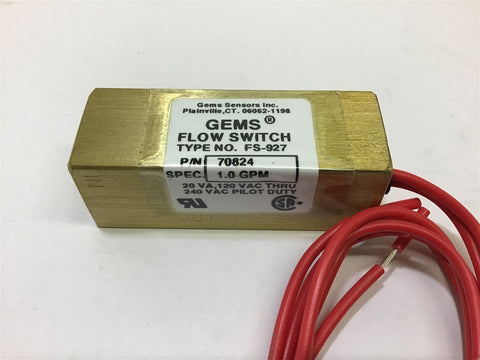 Gems Sensors Inc.
Plainville,CT. 06062-1198
GEMS®
FLOW SWITCH
TYPE NO. FS-927
P/N 70824
SPEC. 1.0 GPM
20 VA,120 VAC THRU
240 VAC PILOT DUTY
OUT